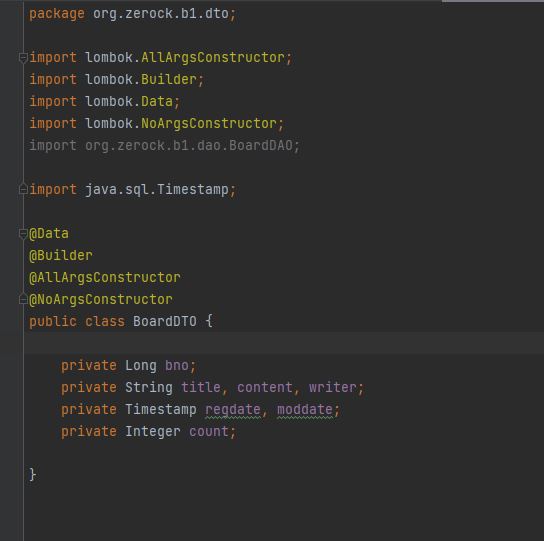 package org.zerock.b1.dto;
import lombok.AllArgsConstructor;
import lombok.Builder;
import lombok.Data;
import lombok.NoArgsConstructor;
import org.zerock.b1.dao.BoardDAO;
import java.sql.Timestamp;
@Data
@Builder
@AllArgsConstructor
@NoArgsConstructor
public class BoardDTO {
private Long bno;
private String title, content, writer;
private Timestamp regdate, moddate;
private Integer count;
}